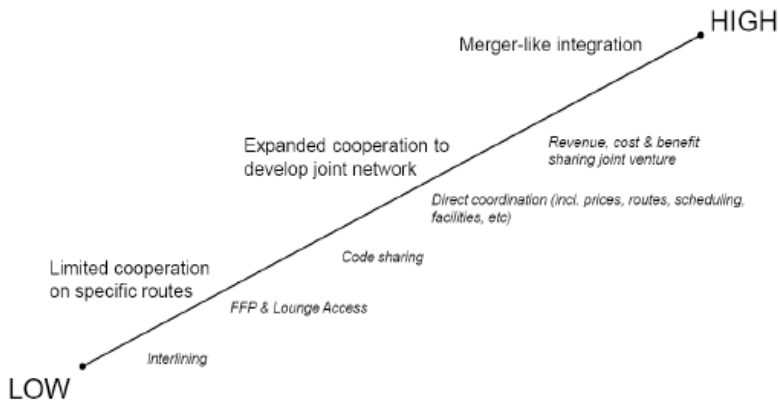 HIGH
Merger-like integration
Expanded cooperation to
develop joint network
Revenue, cost & benefit
sharing joint venture
Direct coordination (incl. prices, routes, scheduling,
facilities, etc)
Code sharing
Limited cooperation
on specific routes
FFP & Lounge Access
Interlining
LOW